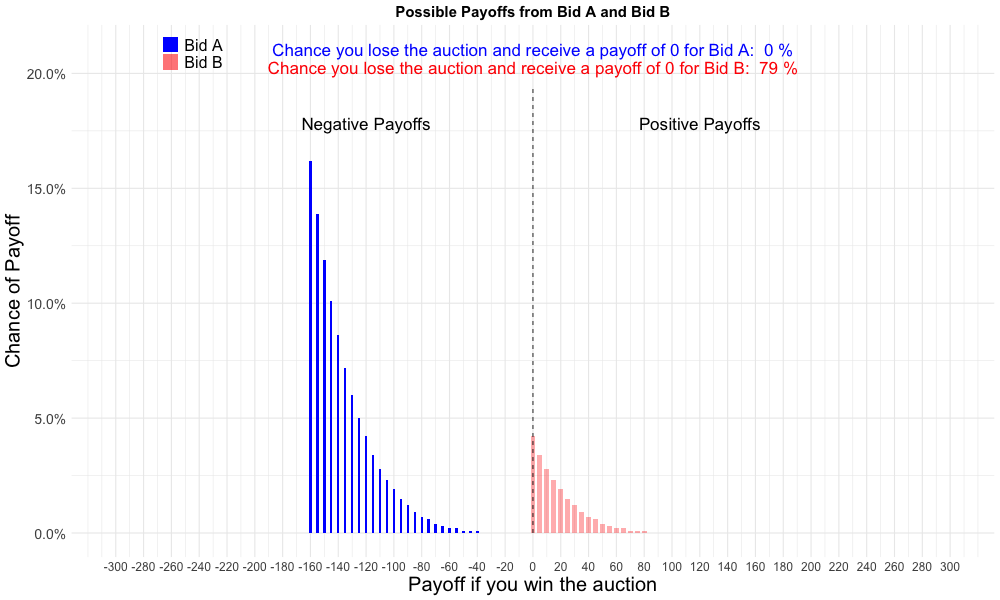 Possible Payoffs from Bid A and Bid B
Bid A
Bid B
Chance you lose the auction and receive a payoff of 0 for Bid A:  0 %
Chance you lose the auction and receive a payoff of 0 for Bid B:  79 %
Negative Payoffs
Positive Payoffs
Chance of Payoff
20.0%
15.0%
10.0%
5.0%
0.0%
-300 -280 -260 -240 -220 -200 -180 -160 -140 -120 -100 -80 -60 -40 -20 0 20 40 60 80 100 120 140 160 180 200 220 240 260 280 300
Payoff if you win the auction